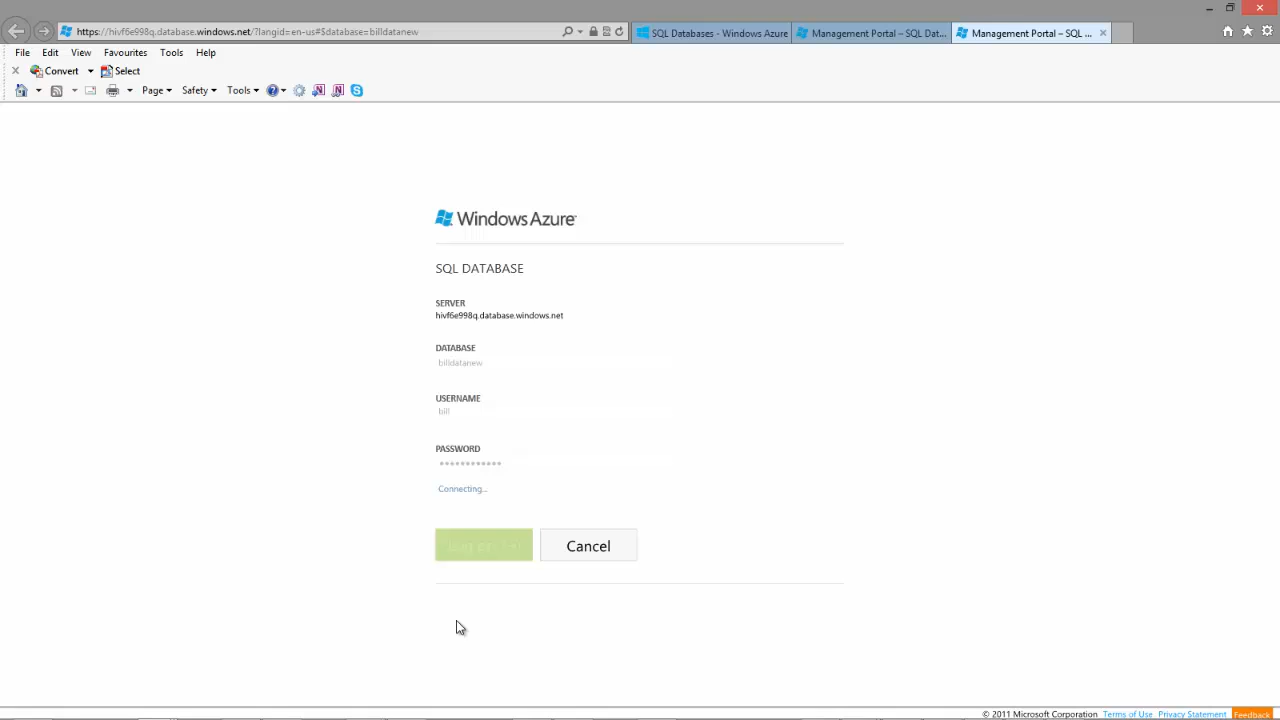 https://hivf6e998q.database.windows.net/?langid=en-us#$database=billdatanew
SQL Databases - Windows Azure
Management Portal – SQL Dat...
Management Portal – SQL ...
File Edit View Favourites Tools Help
Convert Select
Page Safety Tools
Windows Azure
SQL DATABASE
SERVER
hivf6e998q.database.windows.net
DATABASE
billdatanew
USERNAME
bill
PASSWORD
••••••••••••
Connecting...
Cancel
© 2011 Microsoft Corporation Terms of Use Privacy Statement Feedback